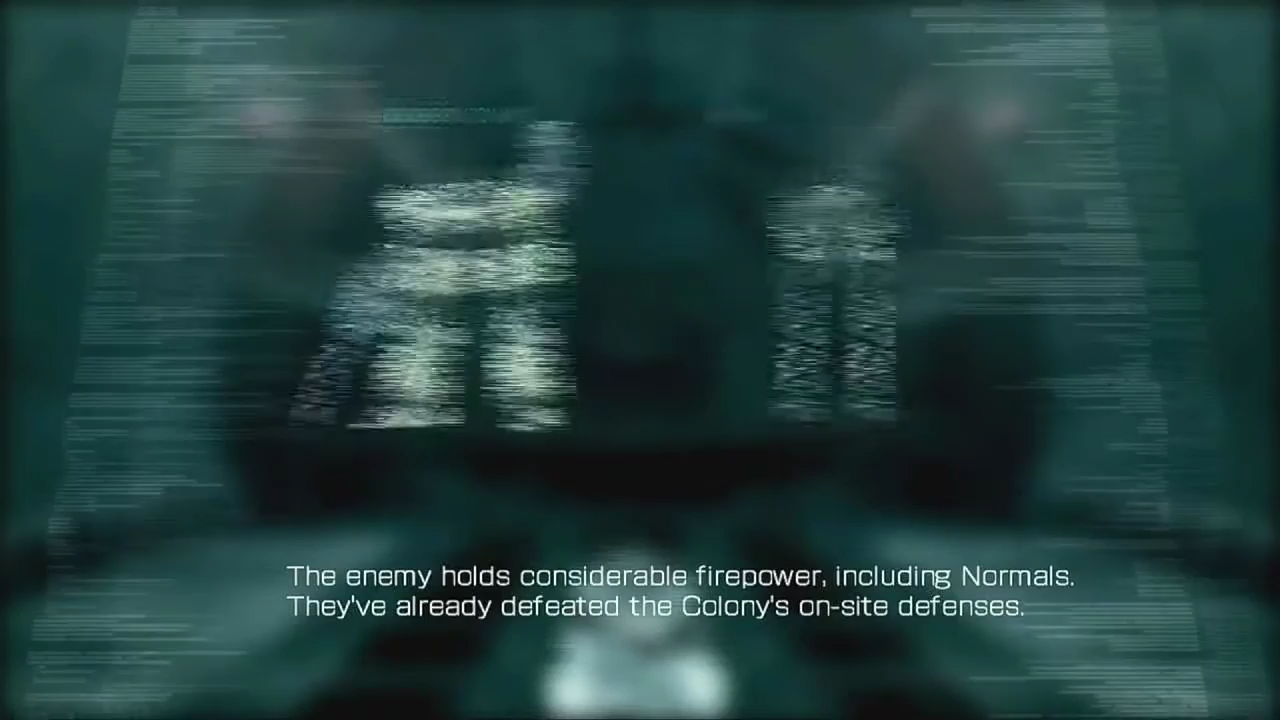 The enemy holds considerable firepower, including Normals.
They've already defeated the Colony's on-site defenses.